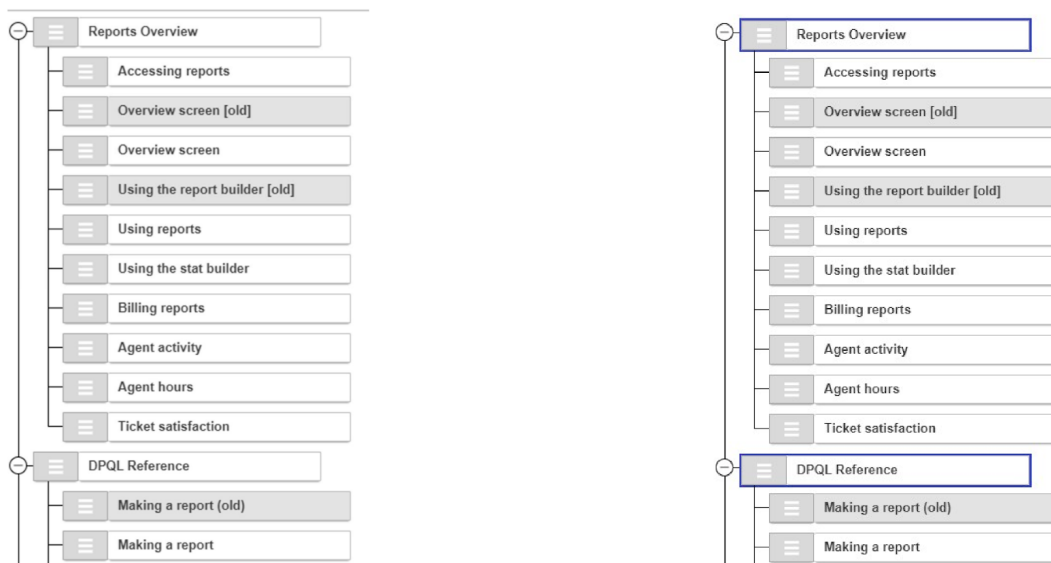 Reports Overview
Accessing reports
Overview screen [old]
Overview screen
Using the report builder [old]
Using reports
Using the stat builder
Billing reports
Agent activity
Agent hours
Ticket satisfaction
DPQL Reference
Making a report (old)
Making a report
Reports Overview
Accessing reports
Overview screen [old]
Overview screen
Using the report builder [old]
Using reports
Using the stat builder
Billing reports
Agent activity
Agent hours
Ticket satisfaction
DPQL Reference
Making a report (old)
Making a report